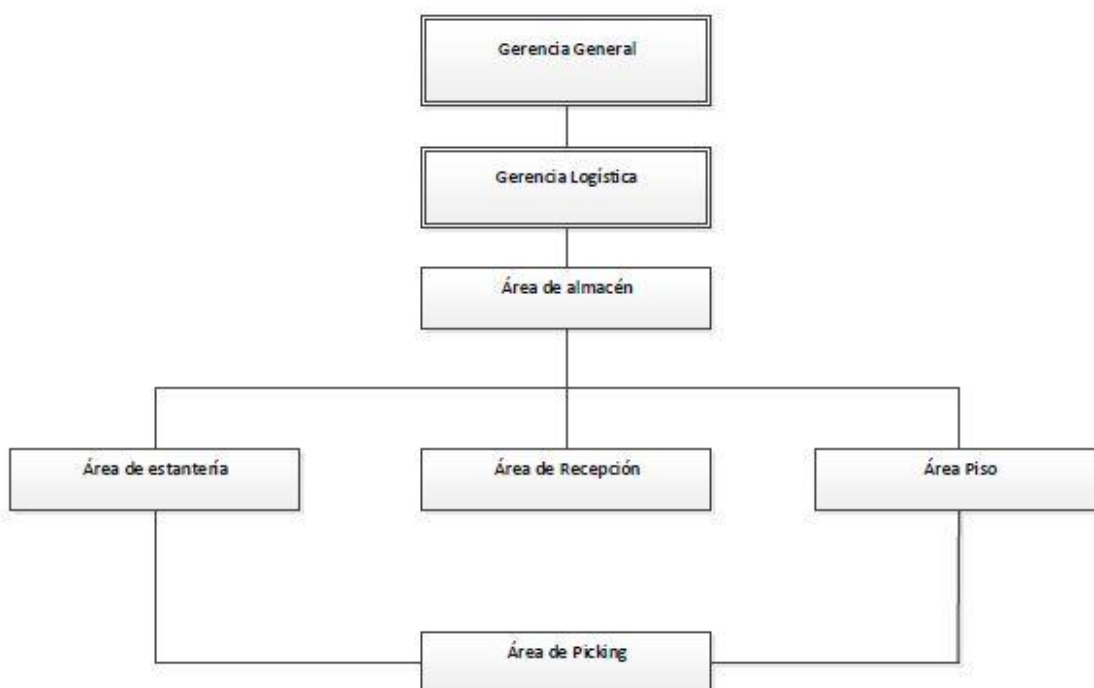 Gerencia General
Gerencia Logística
Área de almacén
Área de estantería
Área de Recepción
Área Piso
Área de Picking